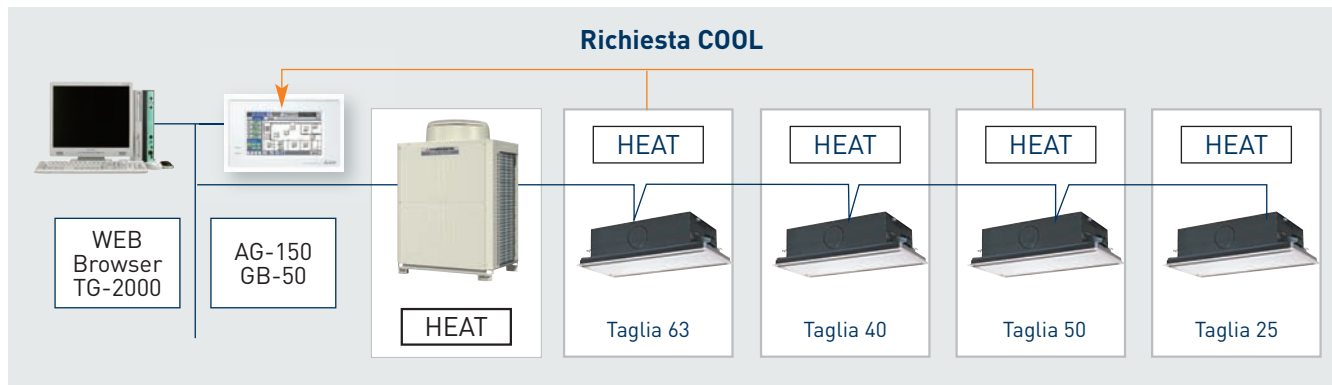 Richiesta COOL
HEAT
HEAT
HEAT
HEAT
WEB
Browser
TG-2000
AG-150
GB-50
HEAT
Taglia 63
Taglia 40
Taglia 50
Taglia 25